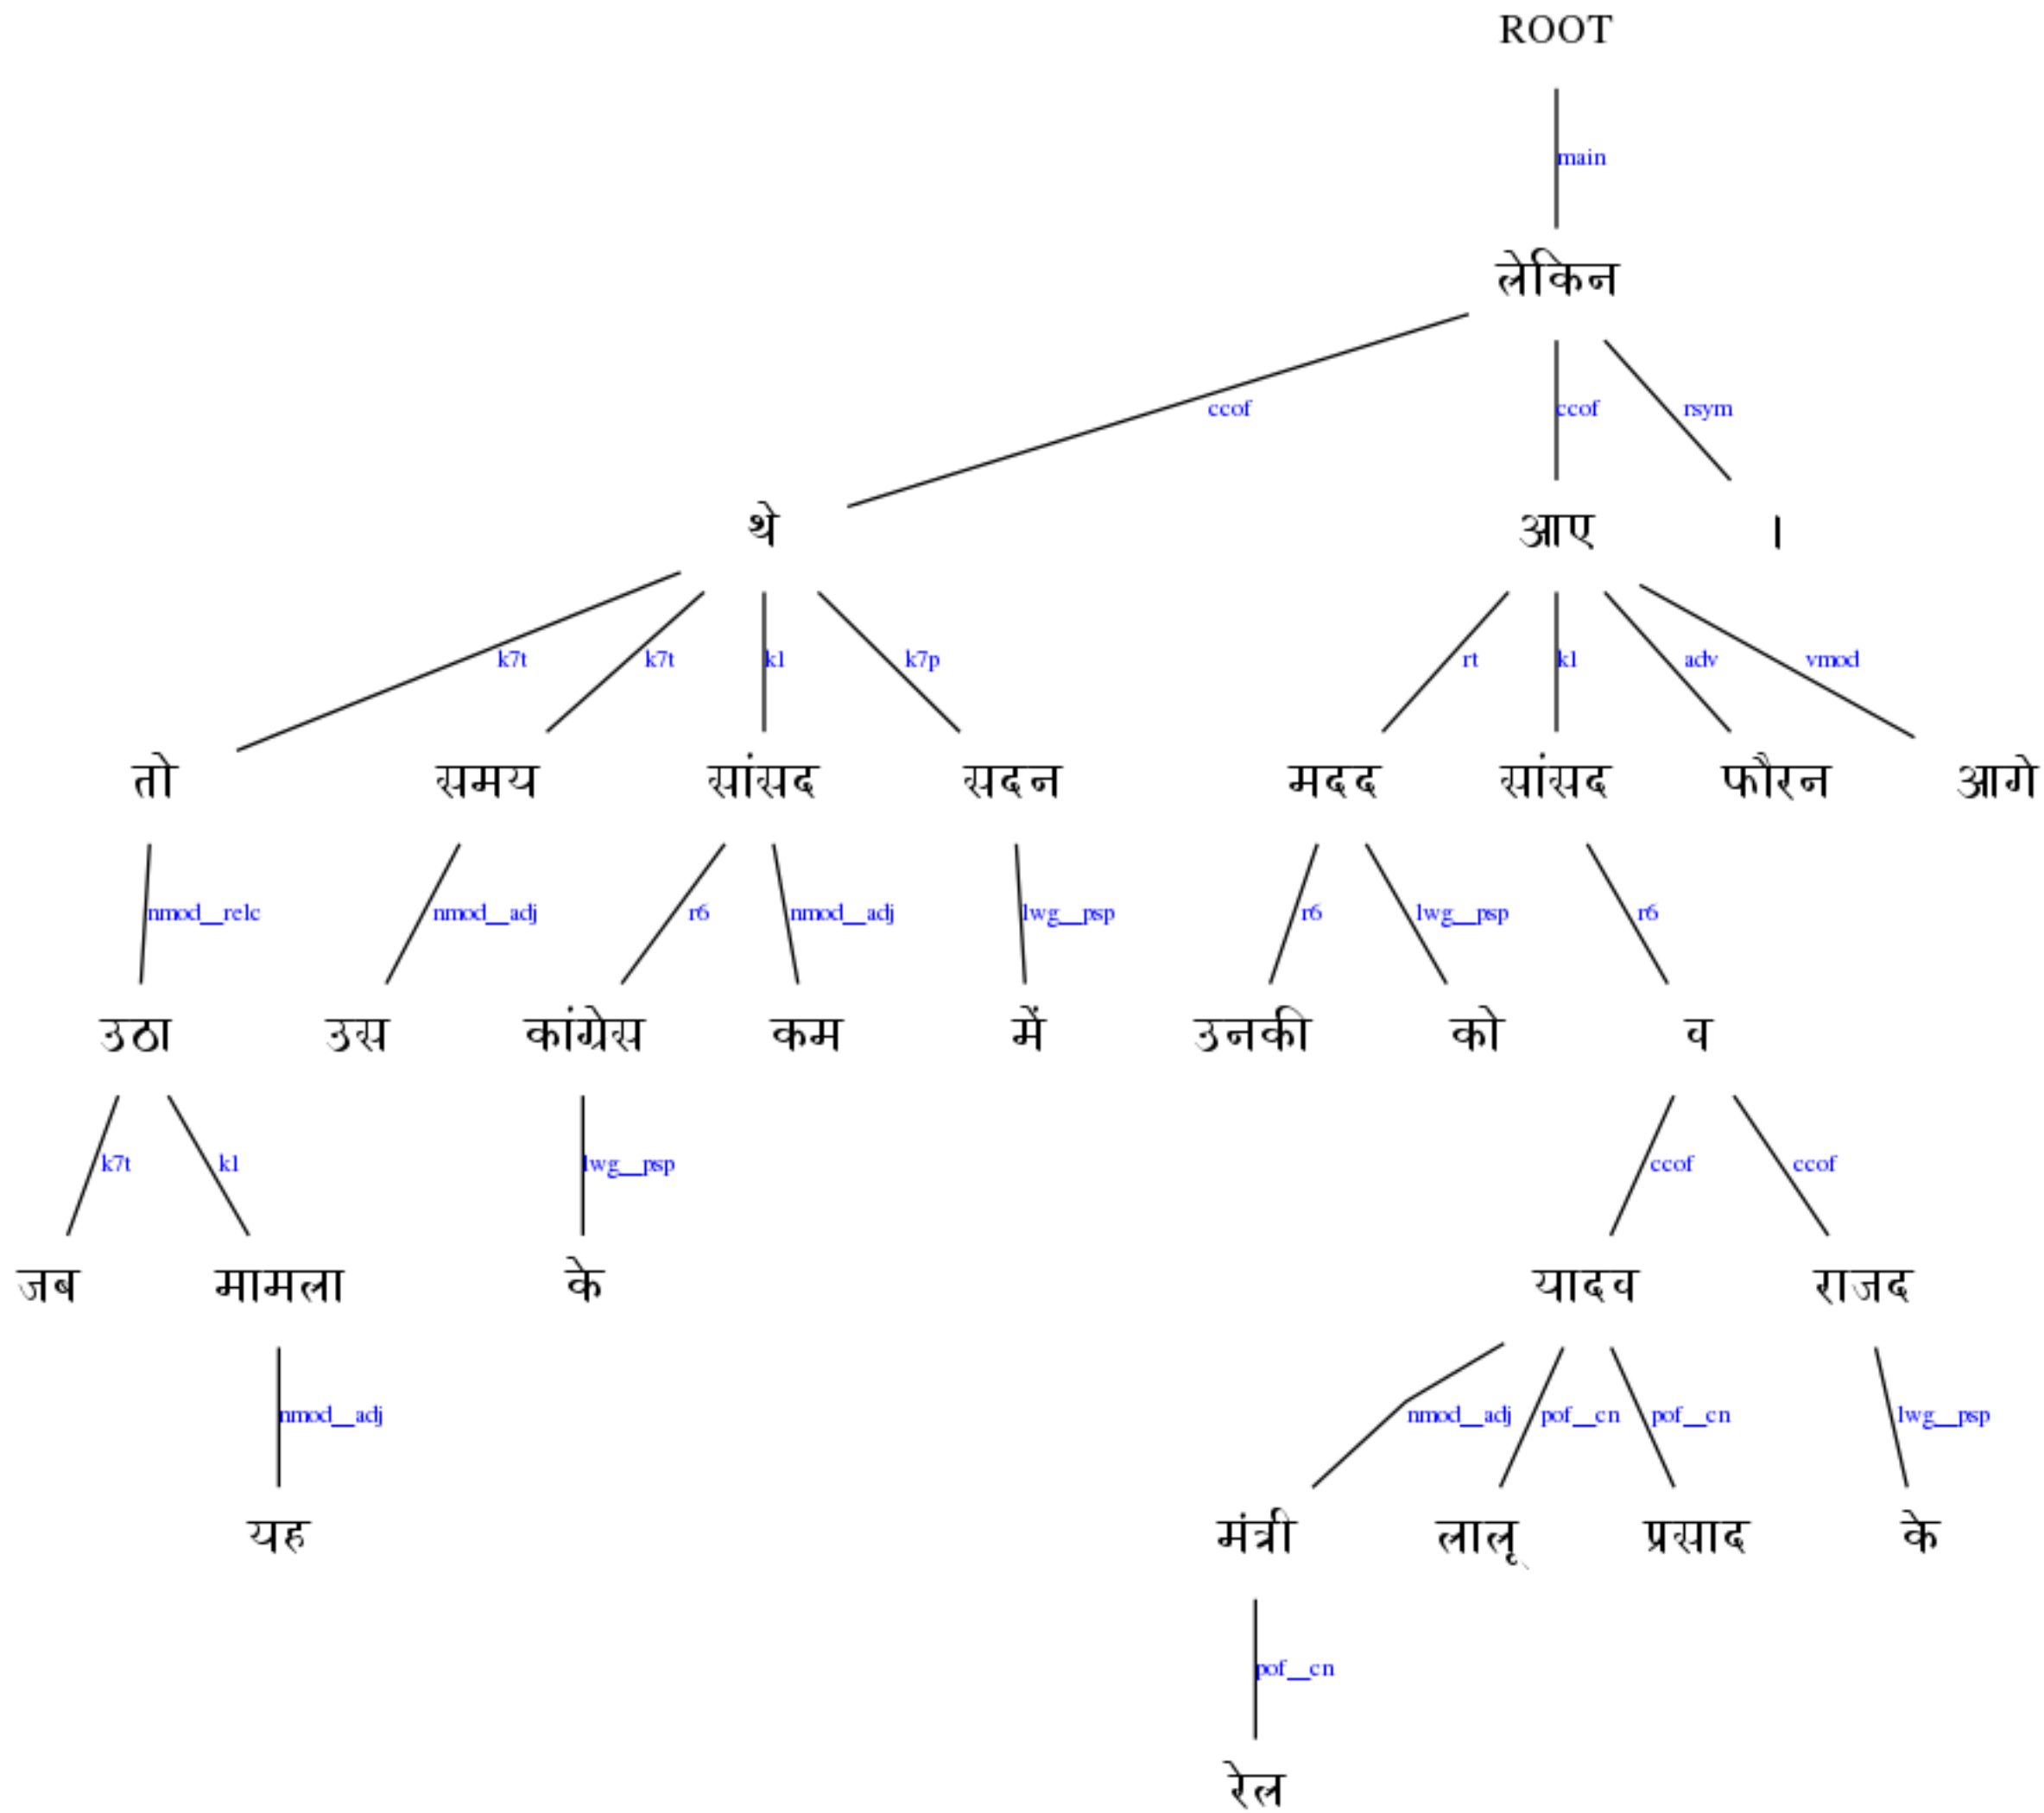 ROOT
main
लेकिन
ccof ccof rsym
थे आए ।
k7t k7t k1 k7p rt k1 adv vmod
तो समय सांसद सदन मदद सांसद फौरन आगे
nmod__relc nmod__adj r6 nmod__adj lwg__psp r6 lwg__psp r6
उठा उस कांग्रेस कम में उनकी को व
k7t k1 lwg__psp ccof ccof
जब मामला के यादव राजद
nmod__adj nmod__adj pof__cn pof__cn lwg__psp
यह मंत्री लालू प्रसाद के
pof__cn
रेल